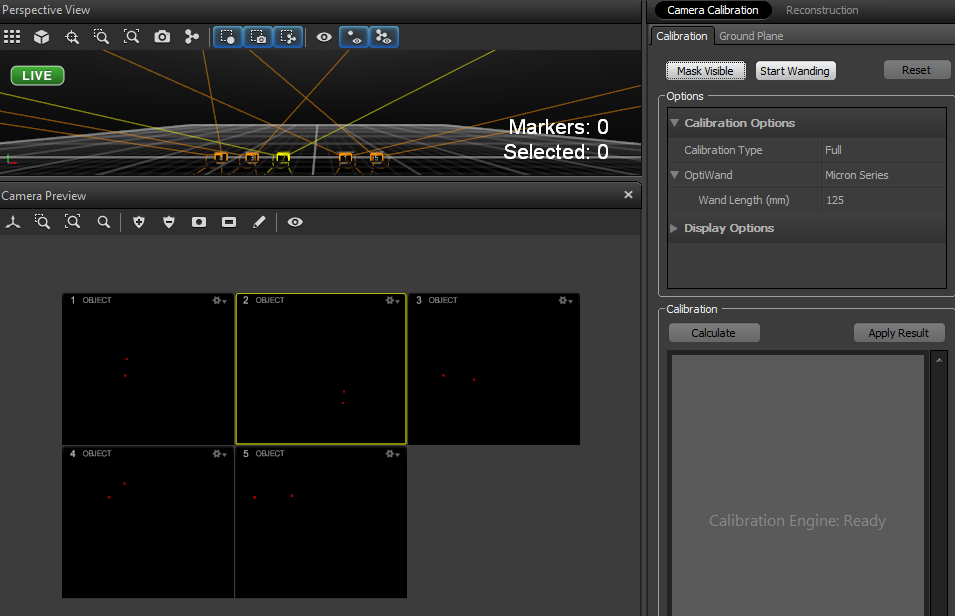 Perspective View
LIVE
Markers: 0
Selected: 0
Camera Preview
1 OBJECT
2 OBJECT
3 OBJECT
4 OBJECT
5 OBJECT
Camera Calibration Reconstruction
Calibration Ground Plane
Mask Visible Start Wanding Reset
Options
Calibration Options
Calibration Type Full
OptiWand Micron Series
Wand Length (mm) 125
Display Options
Calibration
Calculate Apply Result
Calibration Engine: Ready